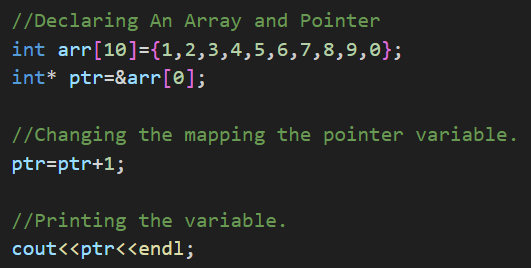 //Declaring An Array and Pointer
int arr[10]={1,2,3,4,5,6,7,8,9,0};
int* ptr=&arr[0];
//Changing the mapping the pointer variable.
ptr=ptr+1;
//Printing the variable.
cout<<ptr<<endl;